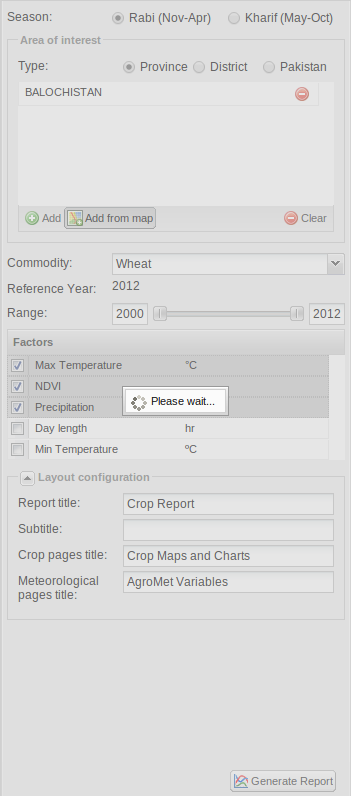 Season: Rabi (Nov-Apr) Kharif (May-Oct)
Area of interest
Type: Province District Pakistan
BALOCHISTAN
Add Add from map Clear
Commodity: Wheat
Reference Year: 2012
Range: 2000 2012
Factors
Max Temperature °C
NDVI
Please wait...
Precipitation
Day length hr
Min Temperature ºC
Layout configuration
Report title: Crop Report
Subtitle:
Crop pages title: Crop Maps and Charts
Meteorological AgroMet Variables
pages title:
Generate Report